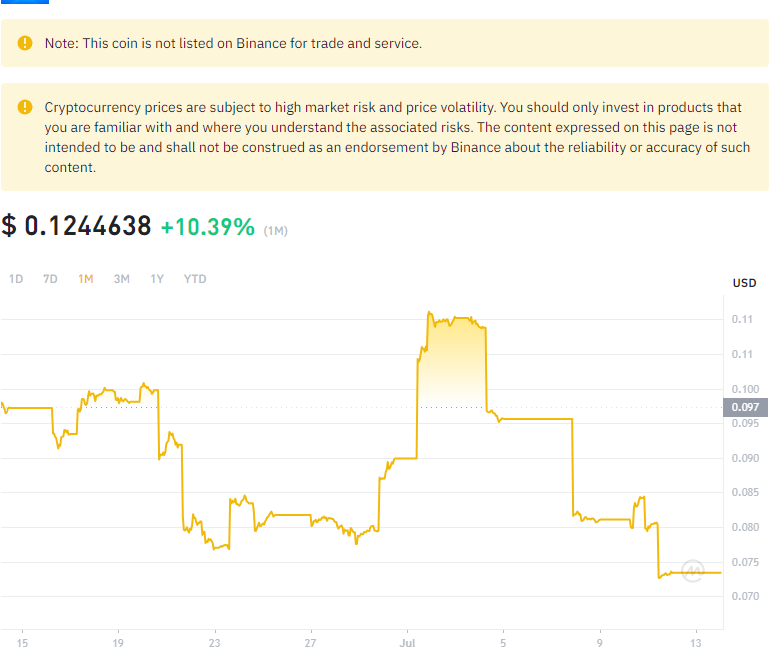 Note: This coin is not listed on Binance for trade and service.
Cryptocurrency prices are subject to high market risk and price volatility. You should only invest in products that
you are familiar with and where you understand the associated risks. The content expressed on this page is not
intended to be and shall not be construed as an endorsement by Binance about the reliability or accuracy of such
content.
$ 0.1244638 +10.39% (1M)
1D 7D 1M 3M 1Y YTD
USD
0.11
0.11
0.100
0.097
0.095
0.090
0.085
0.080
0.075
0.070
15 19 23 27 Jul 5 9 13